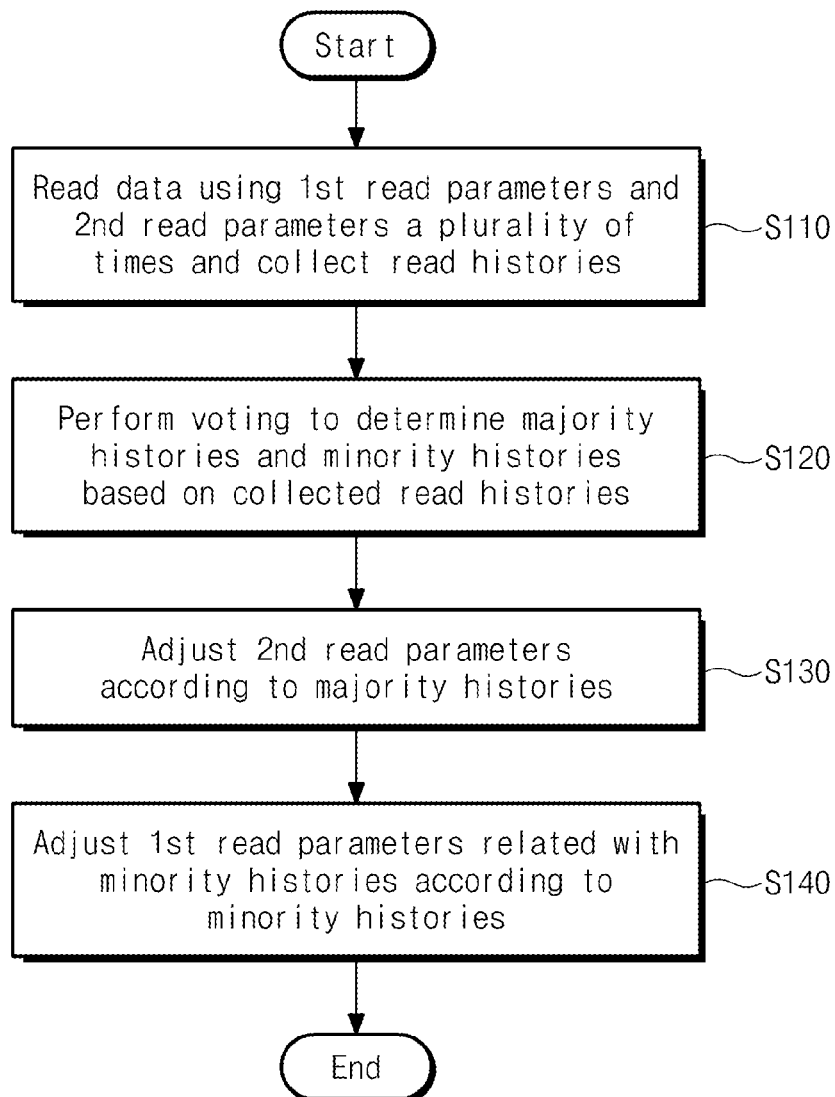 Start
Read data using 1st read parameters and
2nd read parameters a plurality of
times and collect read histories
S110
Perform voting to determine majority
histories and minority histories
based on collected read histories
S120
Adjust 2nd read parameters
according to majority histories
S130
Adjust 1st read parameters related with
minority histories according to
minority histories
S140
End